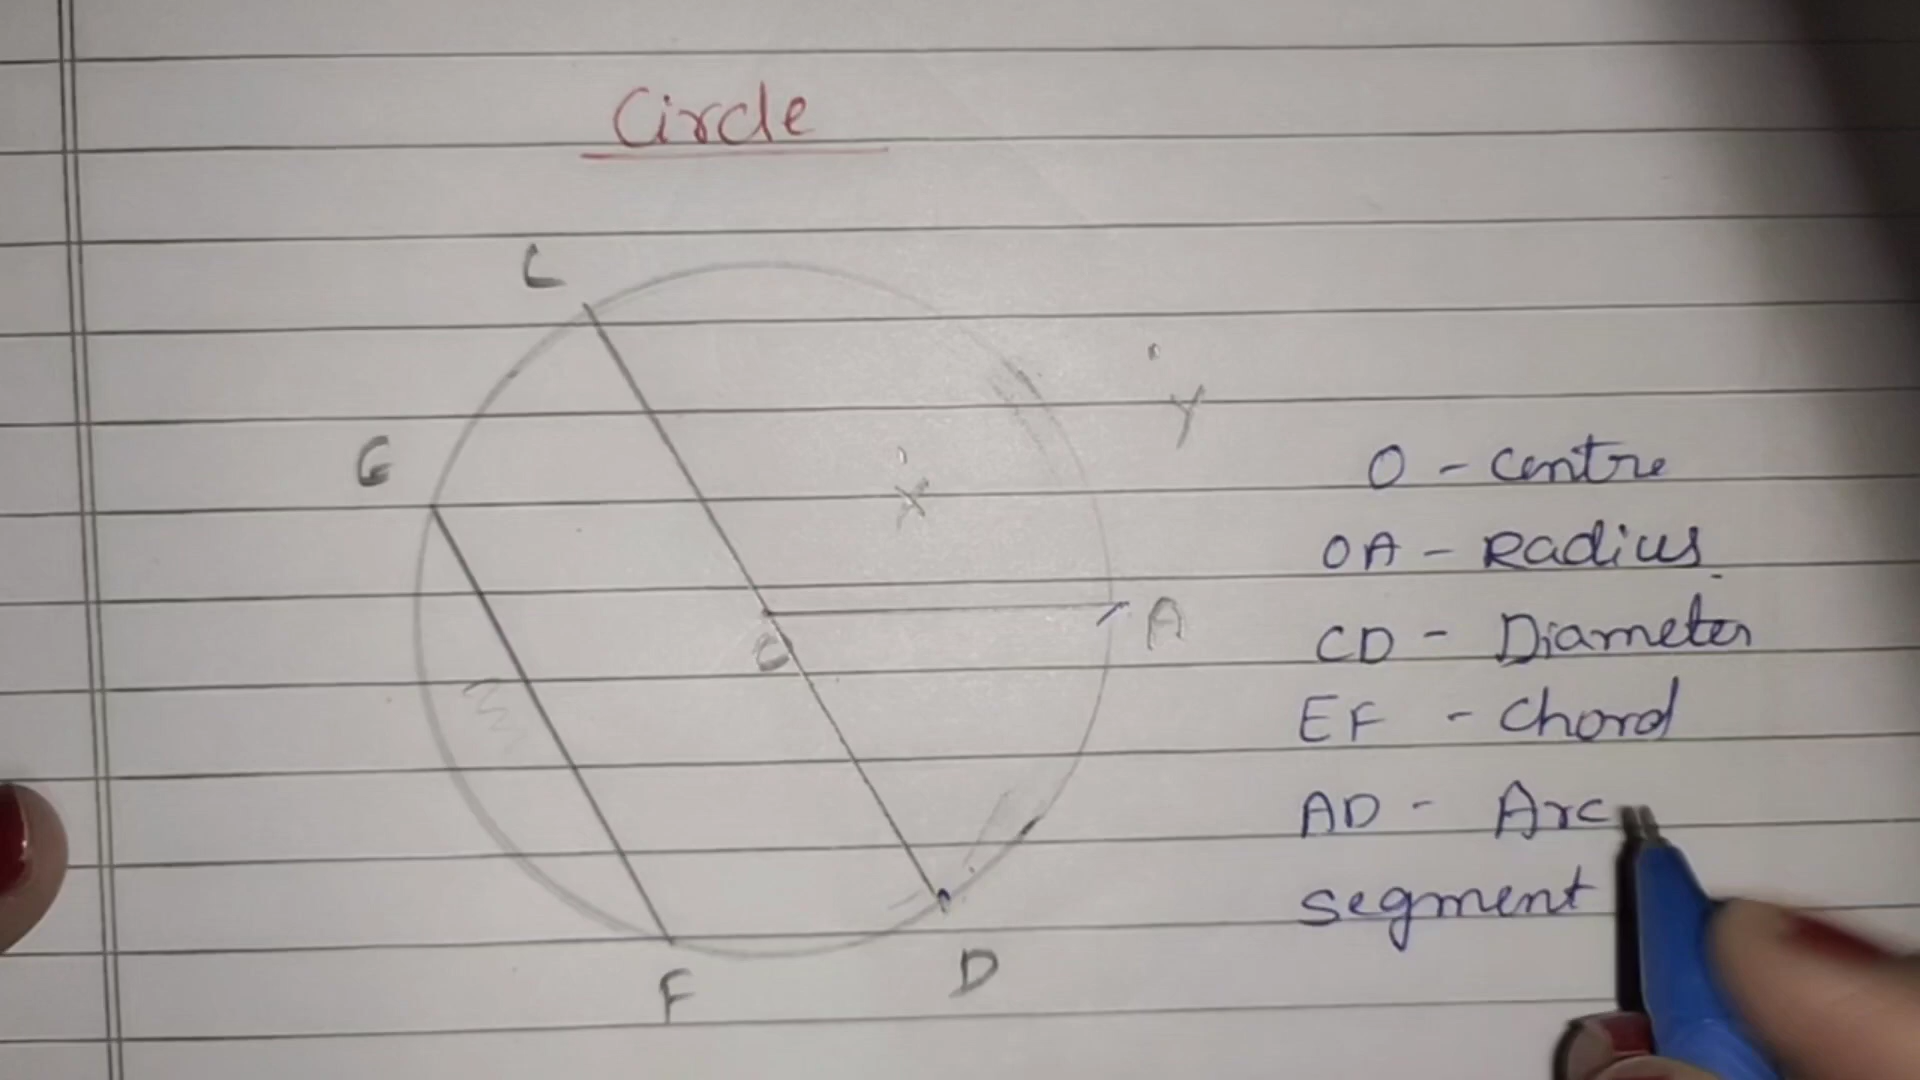 Circle
C
Y
E
X
O - Centre
OA - Radius
A
O
CD - Diameter
EF - Chord
AD - Arc
segment
D
F